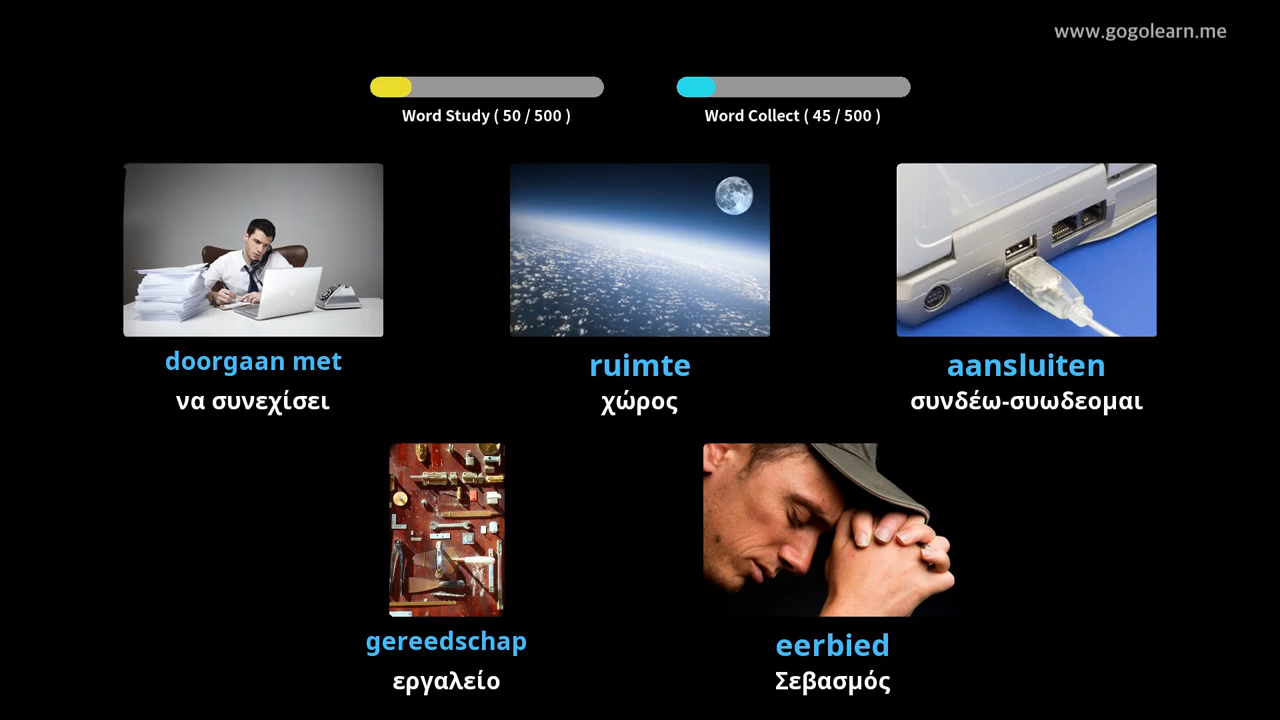 www.gogolearn.me
Word Study ( 50 / 500 )
Word Collect ( 45 / 500 )
doorgaan met
να συνεχίσει
ruimte
χώρος
aansluiten
συνδέω-συωδεομαι
gereedschap
εργαλείο
eerbied
Σεβασμός